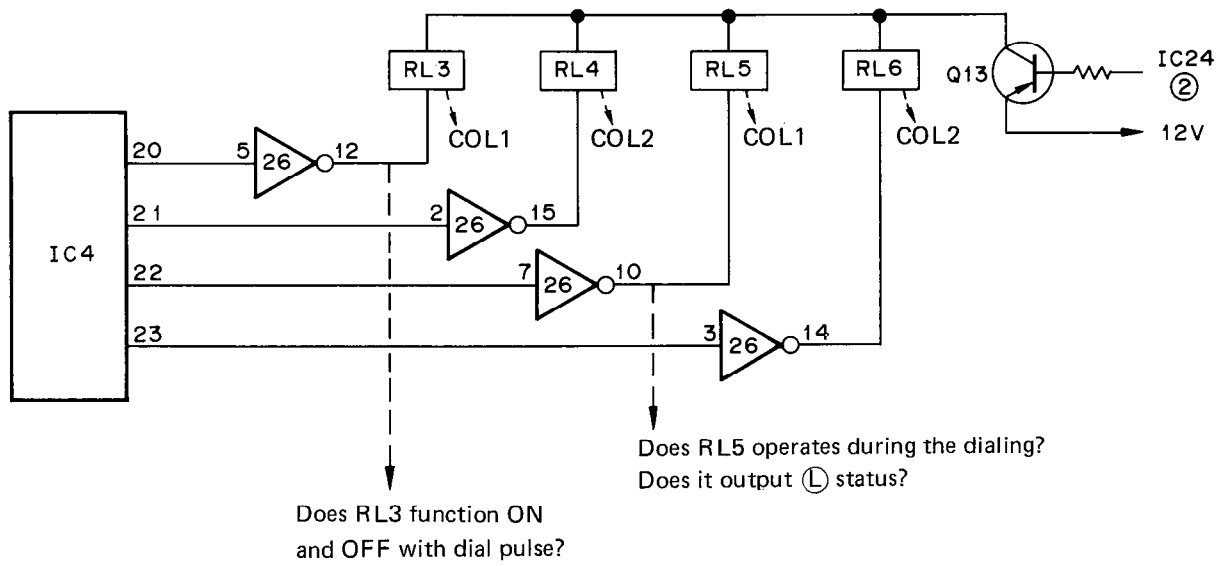 RL3 RL4 RL5 RL6 Q13 IC24
②
COL1 COL2 COL1 COL2 12V
20 5 26 12
21 2 26 15
IC4
22 7 26 10
23 3 26 14
Does RL5 operates during the dialing?
Does it output Ⓛ status?
Does RL3 function ON
and OFF with dial pulse?